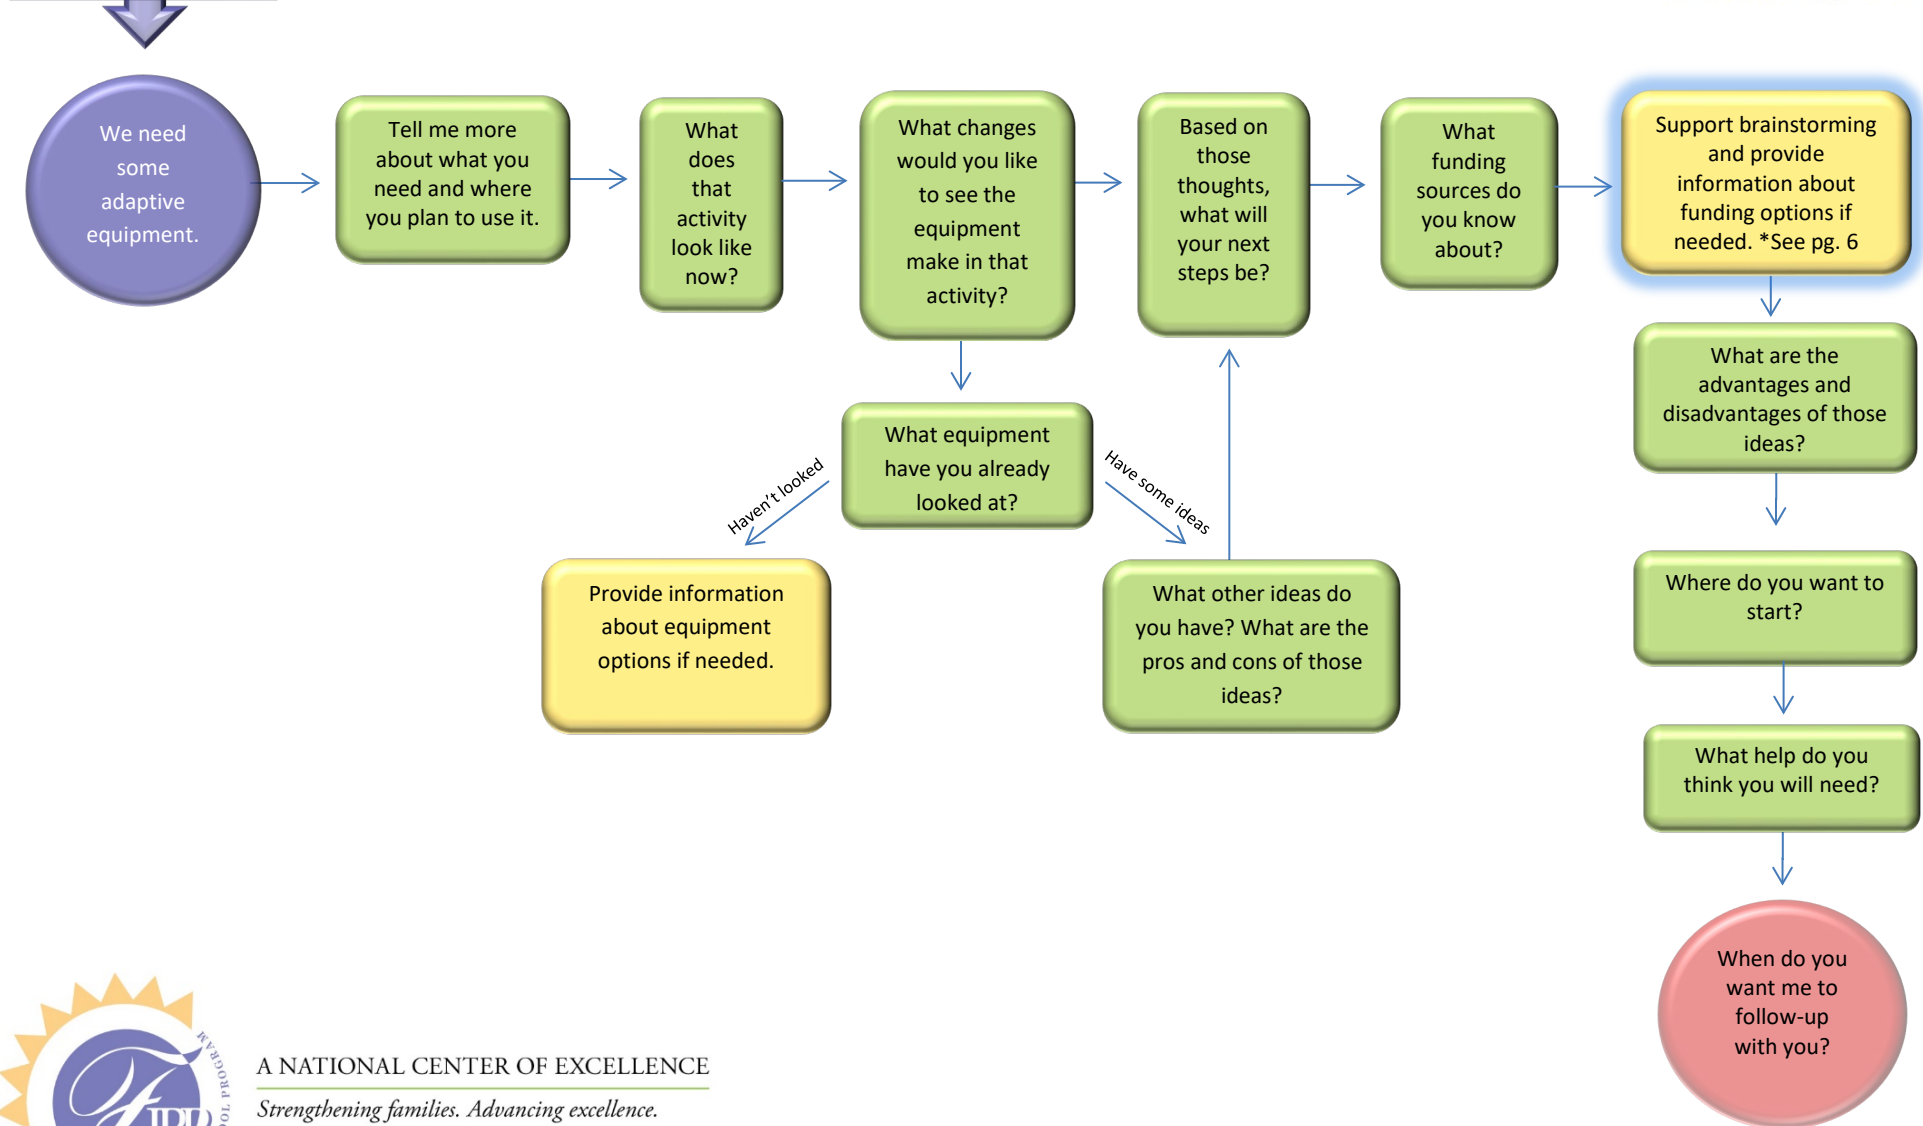 We need
some
adaptive
equipment.
Tell me more
about what you
need and where
you plan to use it.
What
does
that
activity
look like
now?
What changes
would you like
to see the
equipment
make in that
activity?
Based on
those
thoughts,
what will
your next
steps be?
What
funding
sources do
you know
about?
Support brainstorming
and provide
information about
funding options if
needed. *See pg. 6
What are the
advantages and
disadvantages of those
ideas?
What equipment
have you already
looked at?
Haven't looked
Have some ideas
Provide information
about equipment
options if needed.
What other ideas do
you have? What are the
pros and cons of those
ideas?
Where do you want to
start?
What help do you
think you will need?
When do you
want me to
follow-up
with you?
PROGRAM
A NATIONAL CENTER OF EXCELLENCE
Strengthening families. Advancing excellence.